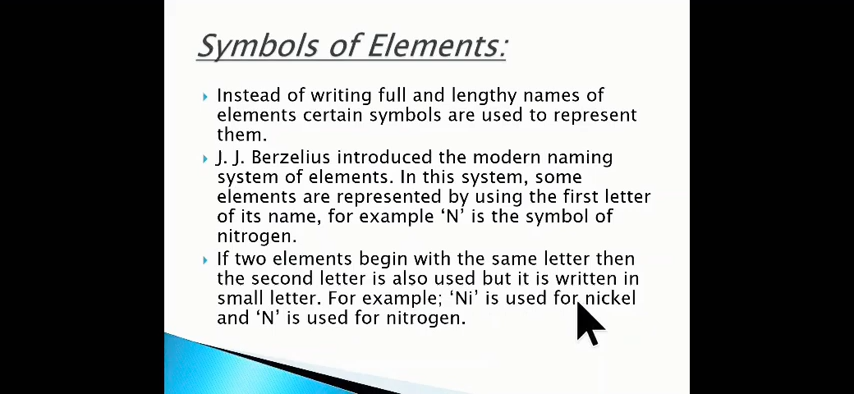 Symbols of Elements:
Instead of writing full and lengthy names of
elements certain symbols are used to represent
them.
J. J. Berzelius introduced the modern naming
system of elements. In this system, some
elements are represented by using the first letter
of its name, for example ‘N’ is the symbol of
nitrogen.
If two elements begin with the same letter then
the second letter is also used but it is written in
small letter. For example; ‘Ni’ is used for nickel
and ‘N’ is used for nitrogen.